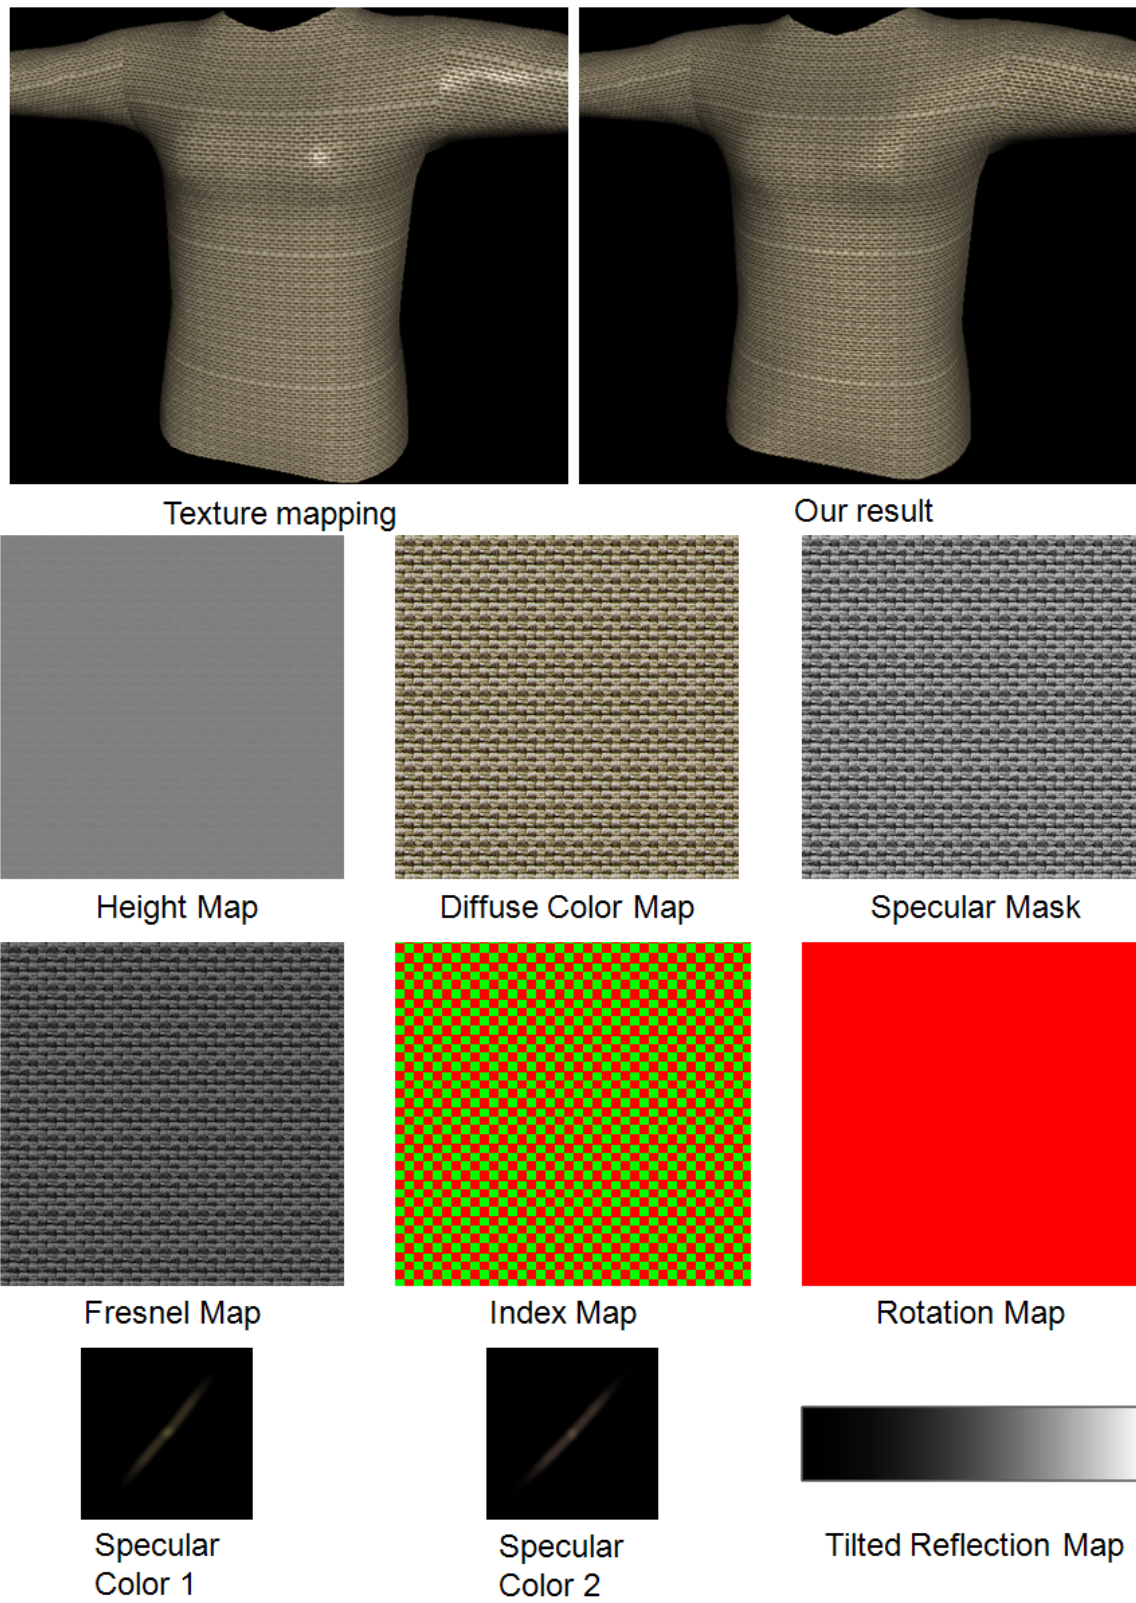 Texture mapping
Our result
Height Map
Diffuse Color Map
Specular Mask
Fresnel Map
Index Map
Rotation Map
Specular
Color 1
Specular
Color 2
Tilted Reflection Map